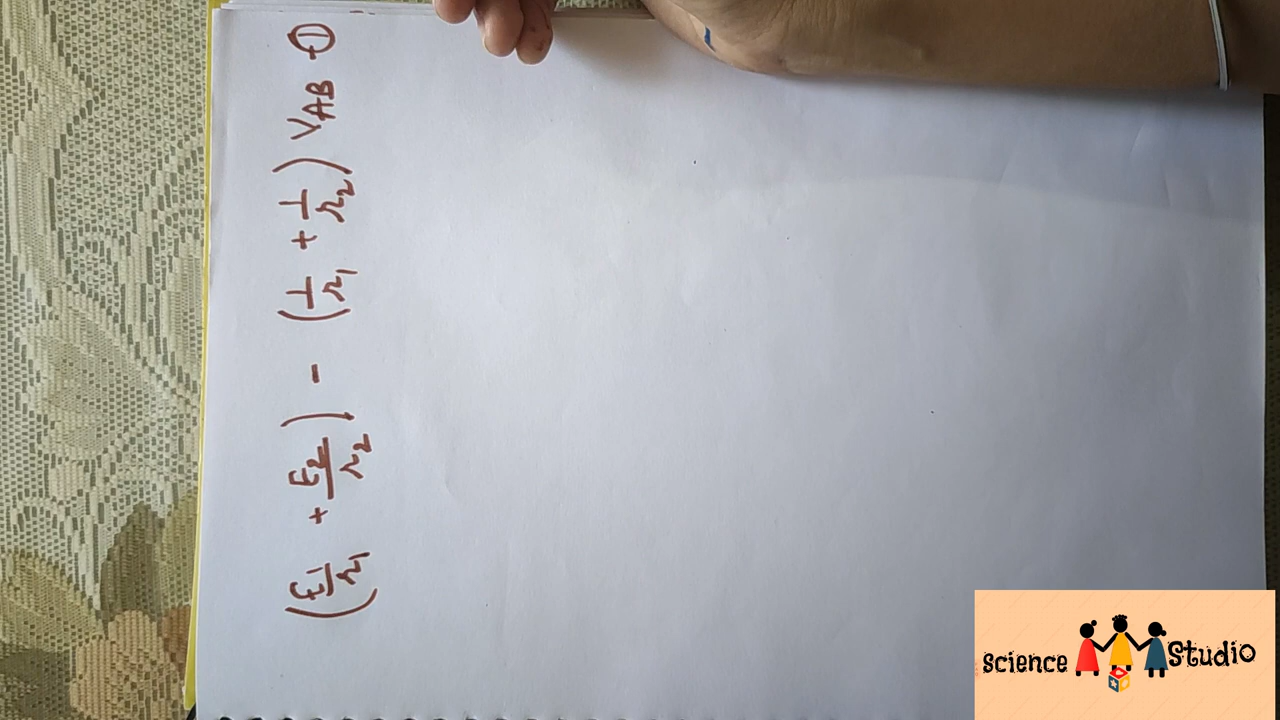 (E1/r1 + E2/r2) - (1/r1 + 1/r2) VAB -①
Science Studio